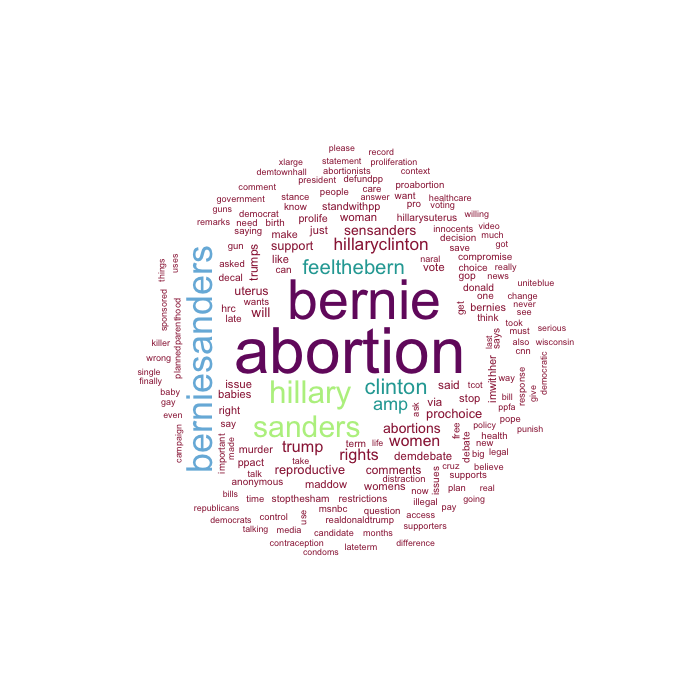 please
record
xlarge
statement
proliferation
demtownhall
abortionists
context
president
defundpp
comment
people
care
proabortion
government
stance
answer
want
healthcare
guns
know
standwithpp
pro
voting
democrat
prolife
woman
hillarysuterus
willing
remarks
need
birth
just
sensanders
innocents
video
saying
make
decision
much
gun
support
hillaryclinton
save
got
things
uses
asked
trumps
like
feelthebern
naral
compromise
decal
can
vote
choice
really
uterus
gop
news
wants
will
bernie
donald
uniteblue
sponsored
hrc
get
one
change
late
bernies
never
think
see
berniesanders
abortion
took
must
serious
killer
plannedparenthood
last
says
also
wisconsin
wrong
cnn
single
finally
imwithher
way
response
give
democratic
issue
hillary
clinton
said
tcot
baby
babies
amp
via
stop
bill
gay
right
ask
ppfa
even
say
sanders
prochoice
pope
campaign
important
made
abortions
free
policy
punish
murder
trump
term
life
women
debate
health
new
rights
demdebate
big
legal
ppact
take
talk
reproductive
comments
cruz
believe
anonymous
maddow
womens
distraction
issues
supports
bills
time
stopthesham
restrictions
now
plan
real
illegal
going
republicans
use
msnbc
question
access
pay
democrats
control
realdonaldtrump
supporters
talking
media
candidate
months
contraception
lateterm
difference
condoms